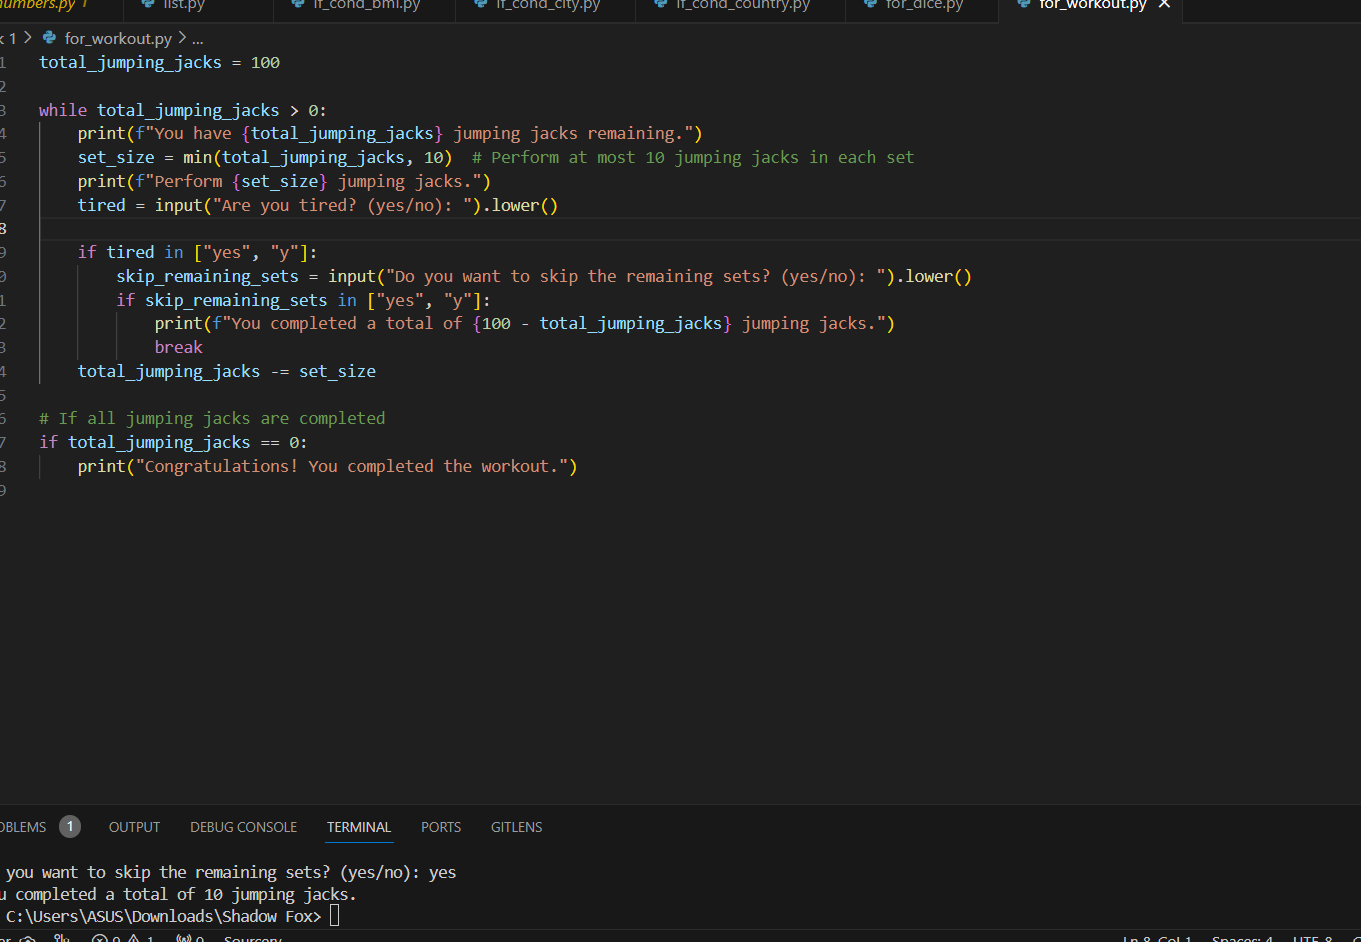 numbers.py 1 list.py if_cond_bmi.py if_cond_city.py if_cond_country.py for_dice.py for_workout.py
1 > for_workout.py > ...
1 total_jumping_jacks = 100
2
3 while total_jumping_jacks > 0:
4 print(f"You have {total_jumping_jacks} jumping jacks remaining.")
5 set_size = min(total_jumping_jacks, 10) # Perform at most 10 jumping jacks in each set
6 print(f"Perform {set_size} jumping jacks.")
7 tired = input("Are you tired? (yes/no): ").lower()
8
9 if tired in ["yes", "y"]:
0 skip_remaining_sets = input("Do you want to skip the remaining sets? (yes/no): ").lower()
1 if skip_remaining_sets in ["yes", "y"]:
2 print(f"You completed a total of {100 - total_jumping_jacks} jumping jacks.")
3 break
4 total_jumping_jacks -= set_size
5
6 # If all jumping jacks are completed
7 if total_jumping_jacks == 0:
8 print("Congratulations! You completed the workout.")
9
OBLEMS 1 OUTPUT DEBUG CONSOLE TERMINAL PORTS GITLENS
you want to skip the remaining sets? (yes/no): yes
u completed a total of 10 jumping jacks.
C:\Users\ASUS\Downloads\Shadow Fox>
0 1 0 Sourcery Ln 8, Col 1 Spaces: 4 UTF-8